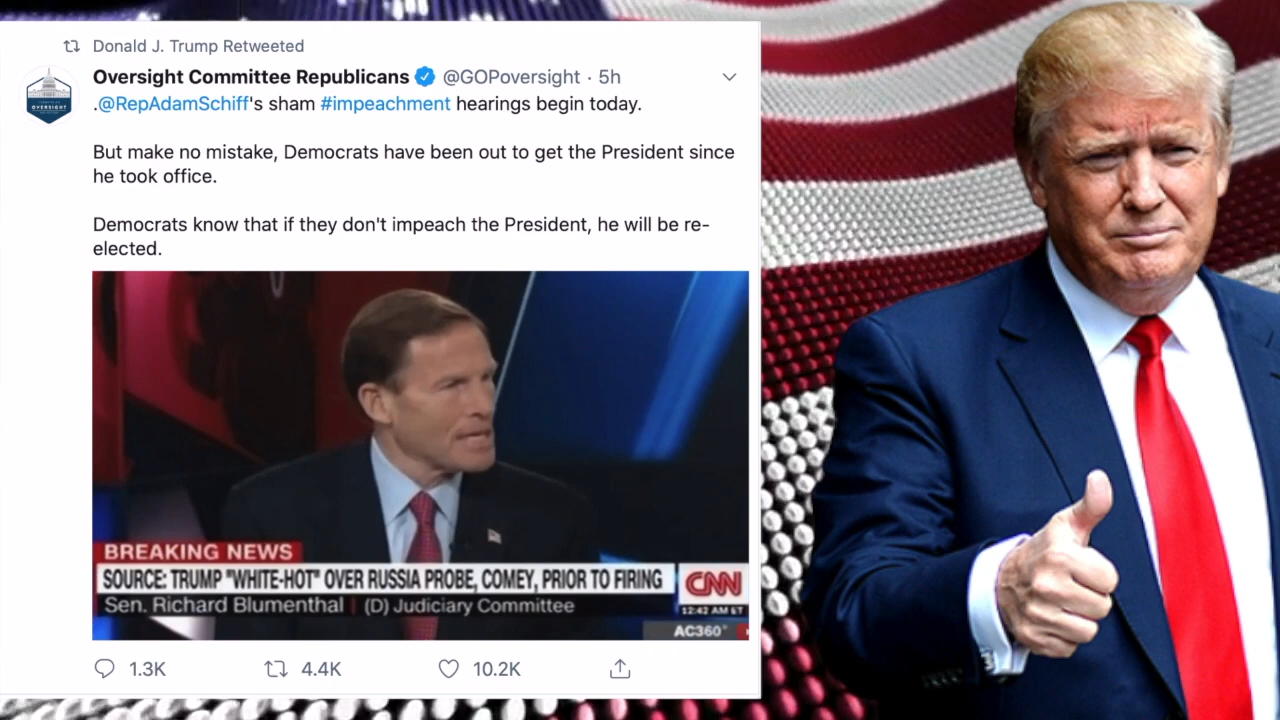 Donald J. Trump Retweeted
Oversight Committee Republicans @GOPoversight · 5h
.@RepAdamSchiff's sham #impeachment hearings begin today.
But make no mistake, Democrats have been out to get the President since
he took office.
Democrats know that if they don't impeach the President, he will be re-
elected.
OVERSIGHT
BREAKING NEWS
SOURCE: TRUMP "WHITE-HOT" OVER RUSSIA PROBE, COMEY, PRIOR TO FIRING
CNN
Sen. Richard Blumenthal | (D) Judiciary Committee
12:42 AM ET
AC360°
1.3K 4.4K 10.2K